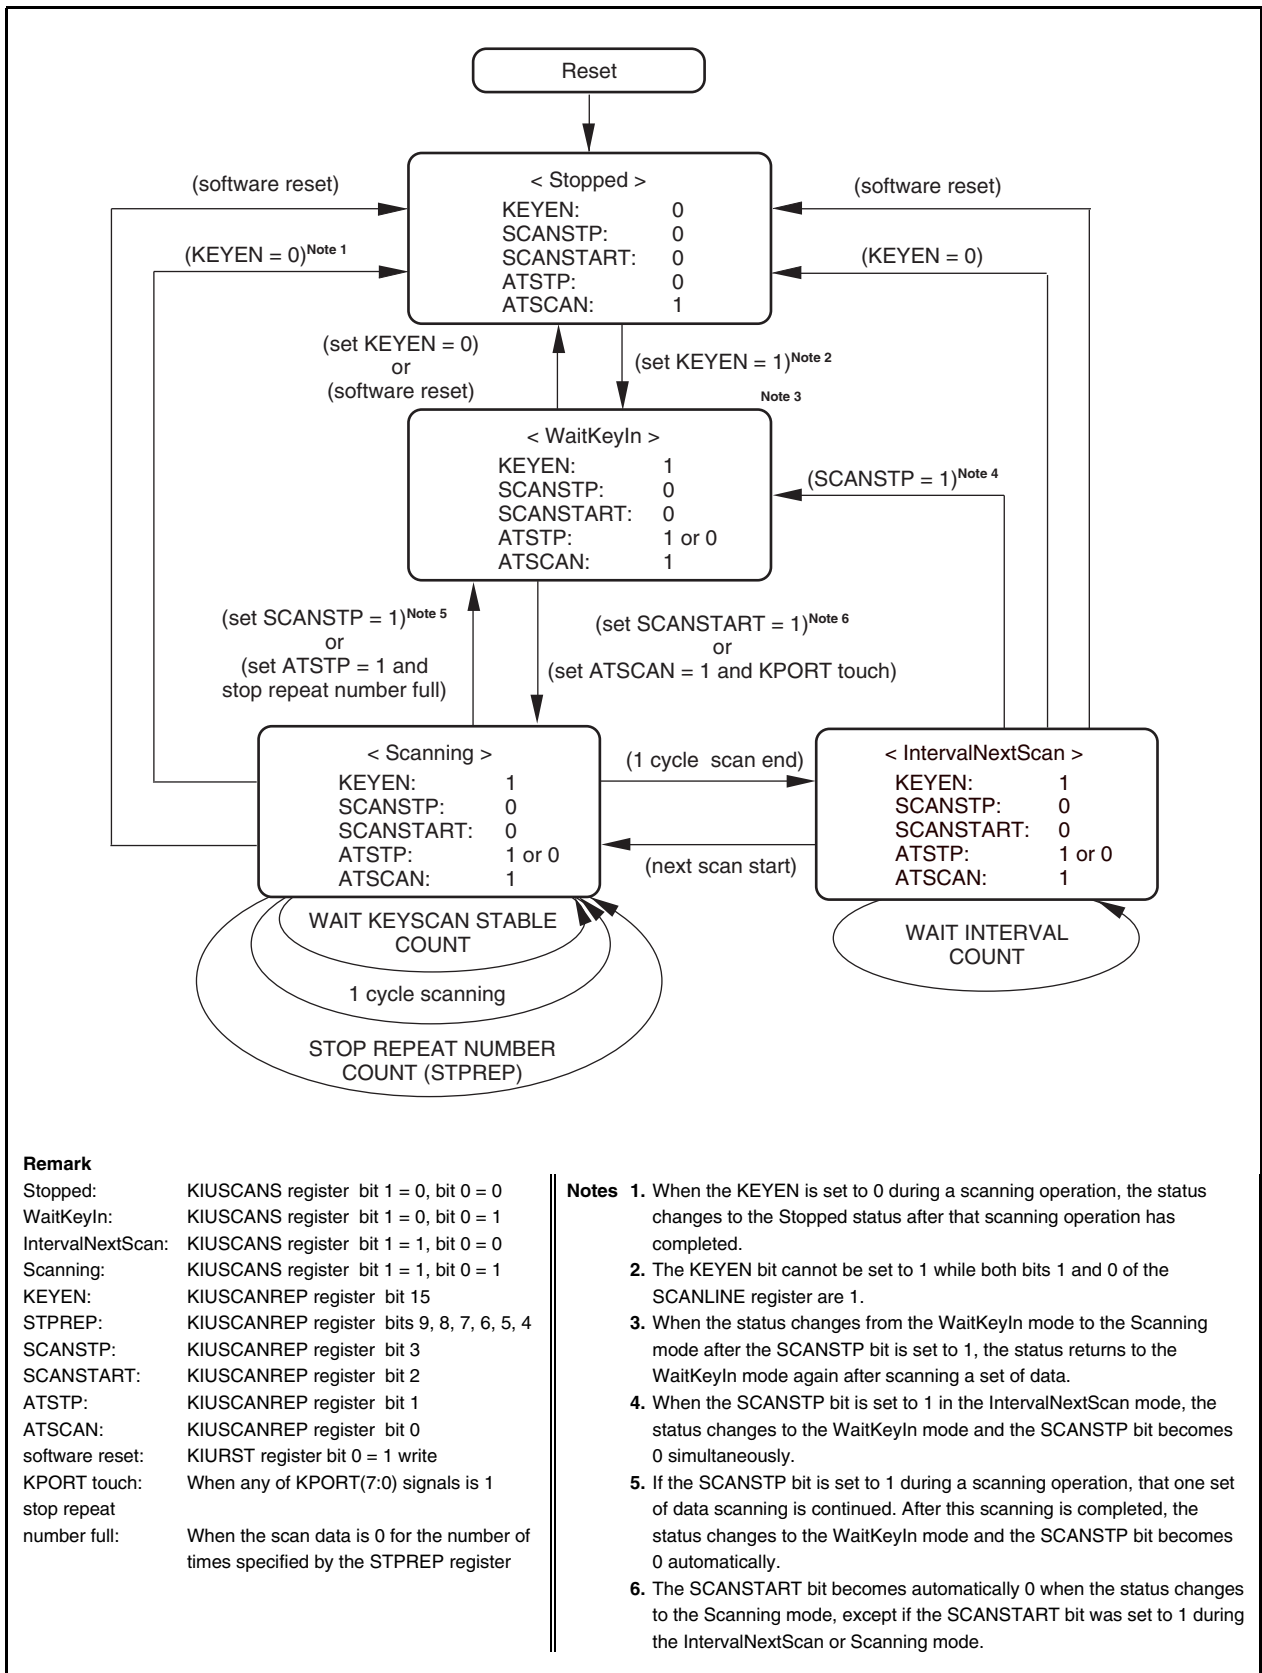 Reset
(software reset)
(software reset)
< Stopped >
KEYEN: 0
SCANSTP: 0
SCANSTART: 0
ATSTP: 0
ATSCAN: 1
(KEYEN = 0)Note 1
(KEYEN = 0)
(set KEYEN = 0)
or
(software reset)
(set KEYEN = 1)Note 2
Note 3
< WaitKeyIn >
KEYEN: 1
SCANSTP: 0
SCANSTART: 0
ATSTP: 1 or 0
ATSCAN: 1
(SCANSTP = 1)Note 4
(set SCANSTP = 1)Note 5
or
(set ATSTP = 1 and
stop repeat number full)
(set SCANSTART = 1)Note 6
or
(set ATSCAN = 1 and KPORT touch)
< Scanning >
KEYEN: 1
SCANSTP: 0
SCANSTART: 0
ATSTP: 1 or 0
ATSCAN: 1
(1 cycle scan end)
(next scan start)
< IntervalNextScan >
KEYEN: 1
SCANSTP: 0
SCANSTART: 0
ATSTP: 1 or 0
ATSCAN: 1
WAIT KEYSCAN STABLE
COUNT
1 cycle scanning
STOP REPEAT NUMBER
COUNT (STPREP)
WAIT INTERVAL
COUNT
Remark
Stopped: KIUSCANS register bit 1 = 0, bit 0 = 0
WaitKeyIn: KIUSCANS register bit 1 = 0, bit 0 = 1
IntervalNextScan: KIUSCANS register bit 1 = 1, bit 0 = 0
Scanning: KIUSCANS register bit 1 = 1, bit 0 = 1
KEYEN: KIUSCANREP register bit 15
STPREP: KIUSCANREP register bits 9, 8, 7, 6, 5, 4
SCANSTP: KIUSCANREP register bit 3
SCANSTART: KIUSCANREP register bit 2
ATSTP: KIUSCANREP register bit 1
ATSCAN: KIUSCANREP register bit 0
software reset: KIURST register bit 0 = 1 write
KPORT touch: When any of KPORT(7:0) signals is 1
stop repeat
number full: When the scan data is 0 for the number of
times specified by the STPREP register
Notes 1. When the KEYEN is set to 0 during a scanning operation, the status
changes to the Stopped status after that scanning operation has
completed.
2. The KEYEN bit cannot be set to 1 while both bits 1 and 0 of the
SCANLINE register are 1.
3. When the status changes from the WaitKeyIn mode to the Scanning
mode after the SCANSTP bit is set to 1, the status returns to the
WaitKeyIn mode again after scanning a set of data.
4. When the SCANSTP bit is set to 1 in the IntervalNextScan mode, the
status changes to the WaitKeyIn mode and the SCANSTP bit becomes
0 simultaneously.
5. If the SCANSTP bit is set to 1 during a scanning operation, that one set
of data scanning is continued. After this scanning is completed, the
status changes to the WaitKeyIn mode and the SCANSTP bit becomes
0 automatically.
6. The SCANSTART bit becomes automatically 0 when the status changes
to the Scanning mode, except if the SCANSTART bit was set to 1 during
the IntervalNextScan or Scanning mode.